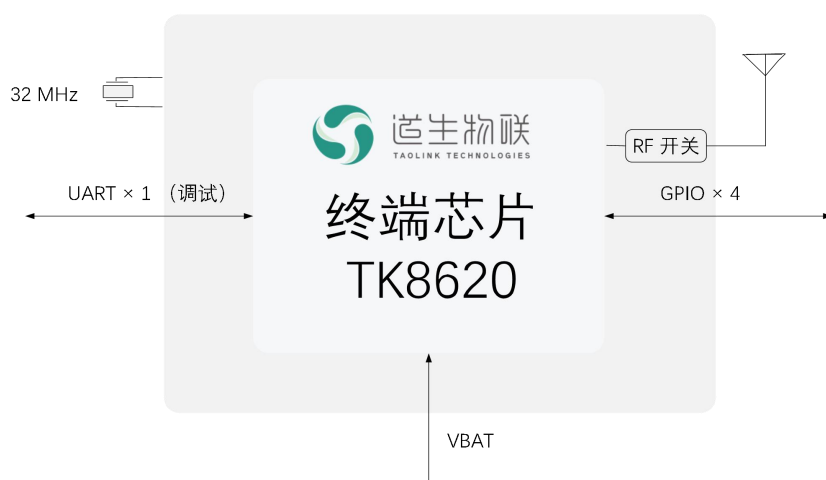 32 MHz
道生物联
TAOLINK TECHNOLOGIES
RF 开关
UART × 1 （调试）
GPIO × 4
终端芯片
TK8620
VBAT